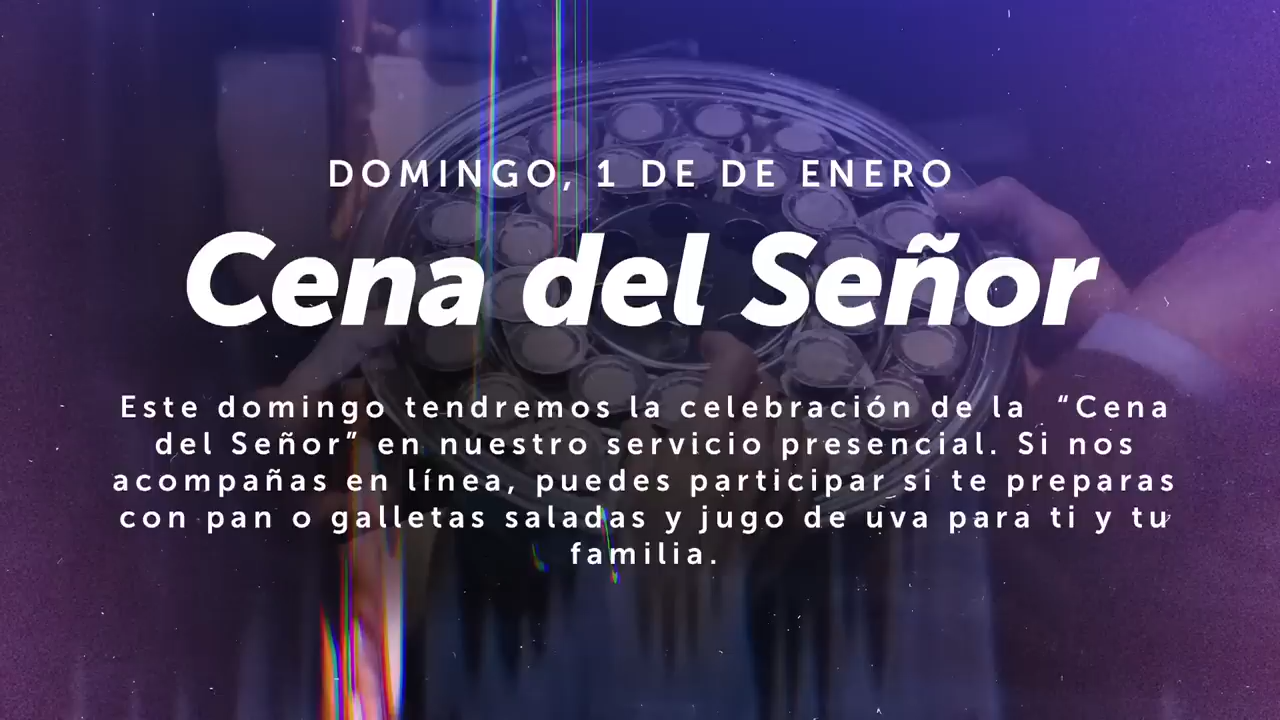 DOMINGO, 1 DE DE ENERO
Cena del Señor
Este domingo tendremos la celebración de la “Cena
del Señor” en nuestro servicio presencial. Si nos
acompañas en línea, puedes participar si te preparas
con pan o galletas saladas y jugo de uva para ti y tu
familia.